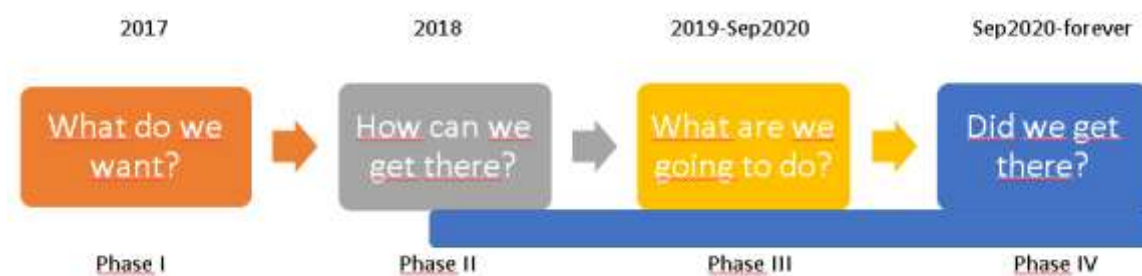 2017
2018
2019-Sep2020
Sep2020-forever
What do we
want?
How can we
get there?
What are we
going to do?
Did we get
there?
Phase I
Phase II
Phase III
Phase IV